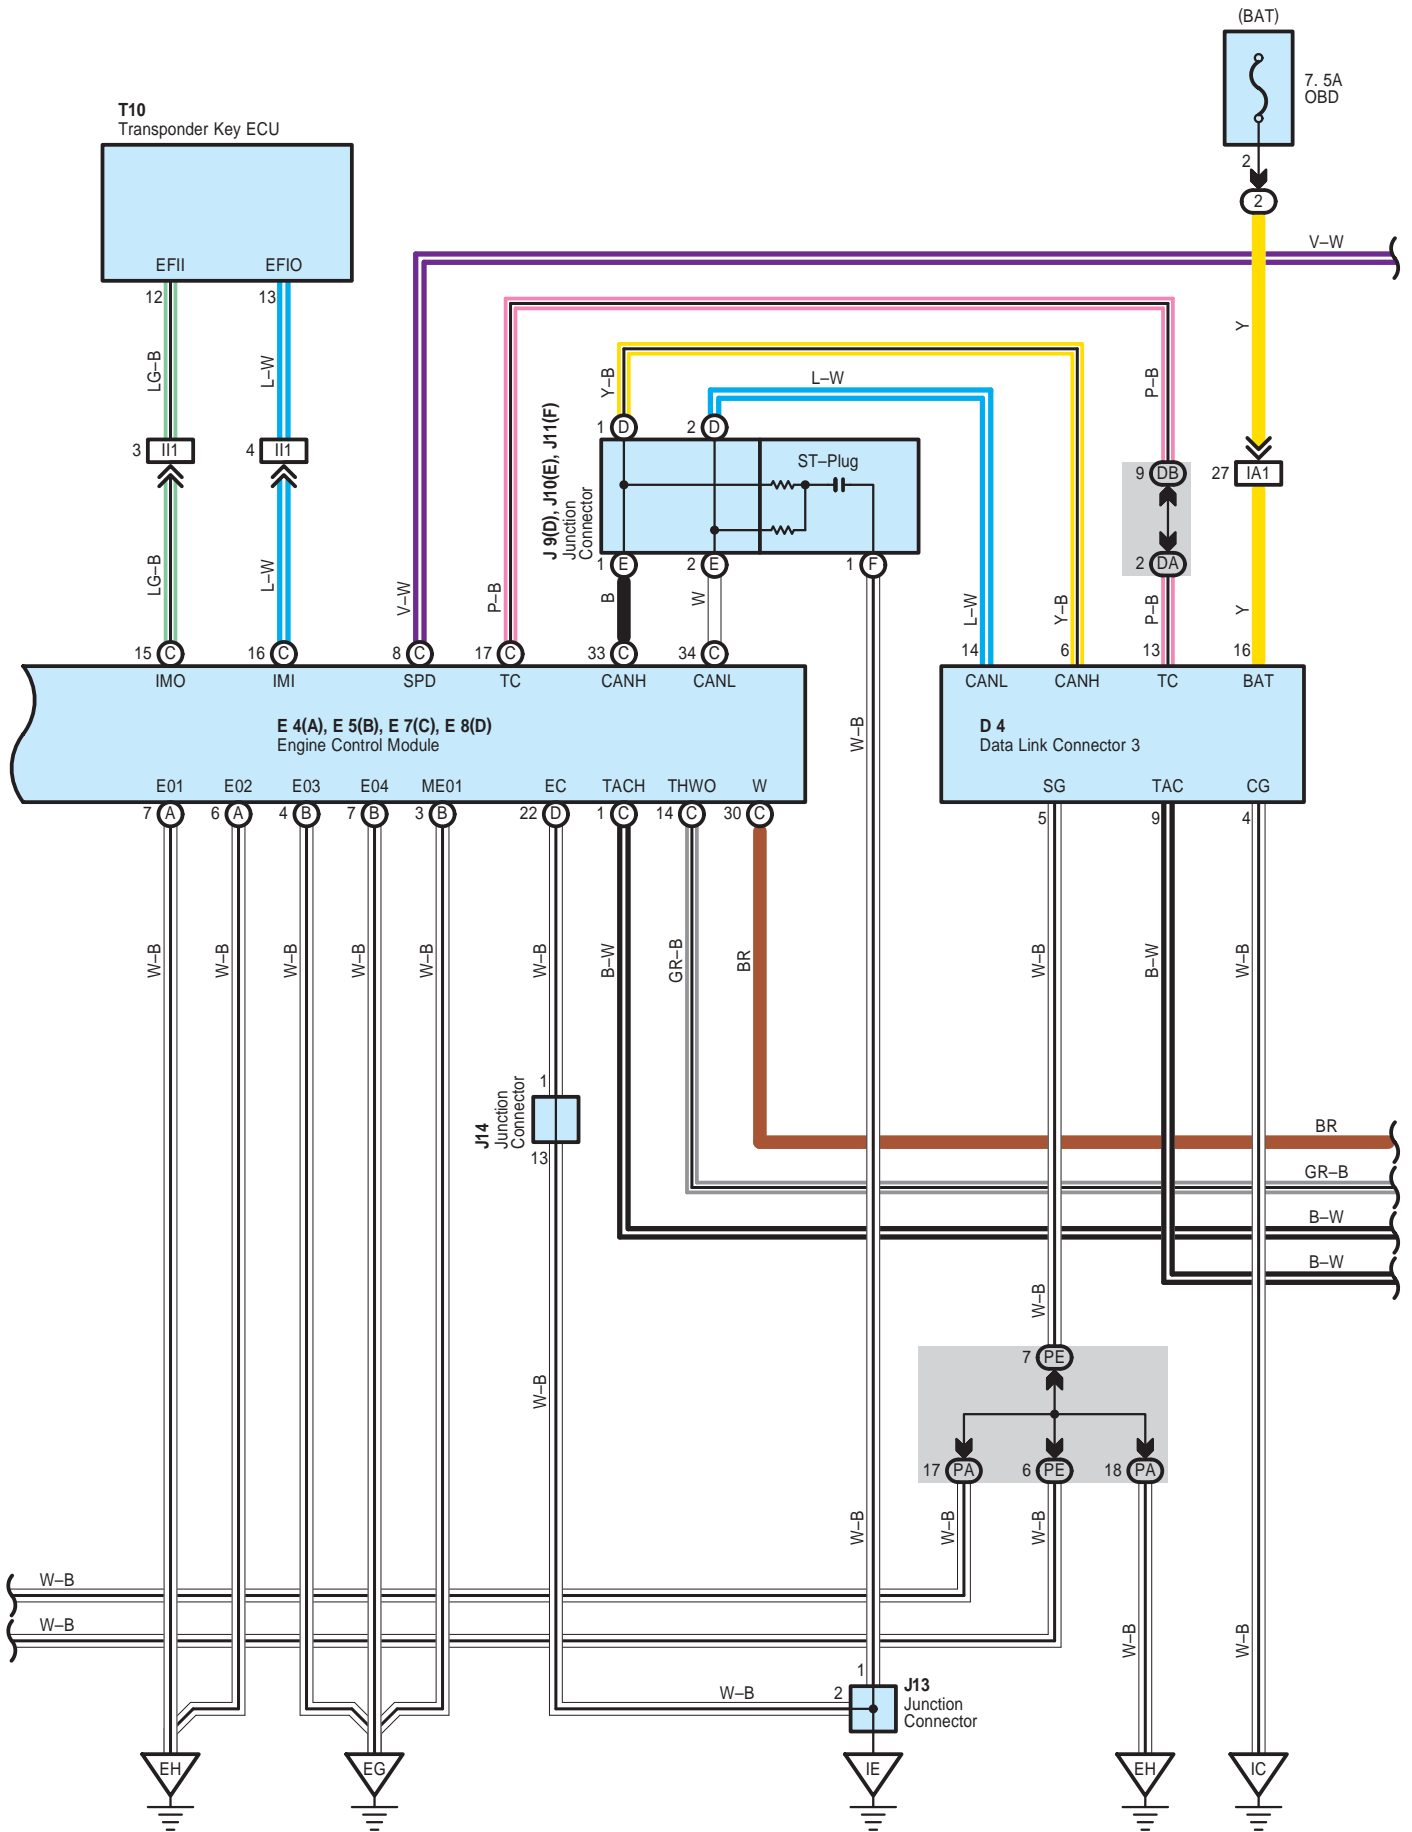 (BAT)
7. 5A
OBD
2
2
T10
Transponder Key ECU
EFII
EFIO
12
13
V–W
LG–B
L–W
Y–B
L–W
P–B
Y
3 II1
4 II1
1 D
2 D
J 9(D), J10(E), J11(F)
Junction
Connector
ST–Plug
9 DB
27 IA1
2 DA
1 E
2 E
1 F
LG–B
L–W
V–W
P–B
B
W
L–W
Y–B
P–B
Y
15 C
16 C
8 C
17 C
33 C
34 C
14
6
13
16
IMO
IMI
SPD
TC
CANH
CANL
CANL
CANH
TC
BAT
E 4(A), E 5(B), E 7(C), E 8(D)
Engine Control Module
D 4
Data Link Connector 3
W–B
E01
E02
E03
E04
ME01
EC
TACH
THWO
W
SG
TAC
CG
7 A
6 A
4 B
7 B
3 B
22 D
1 C
14 C
30 C
5
9
4
W–B
W–B
W–B
W–B
W–B
W–B
B–W
GR–B
BR
W–B
B–W
W–B
1
J14
Junction
Connector
13
BR
GR–B
B–W
B–W
W–B
7 PE
W–B
17 PA
6 PE
18 PA
W–B
W–B
W–B
W–B
W–B
W–B
W–B
W–B
1
2
J13
Junction
Connector
EH
EG
IE
EH
IC